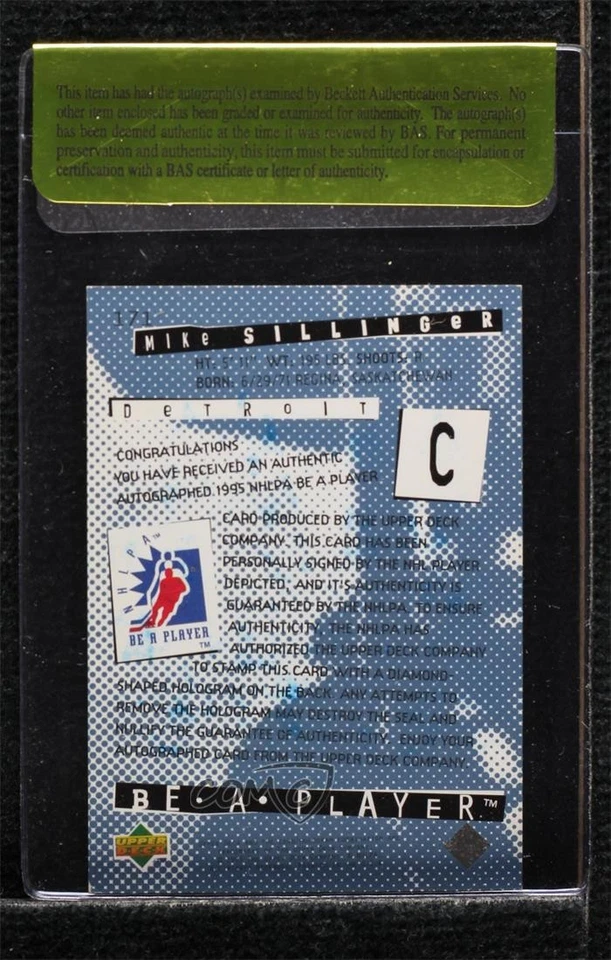 This item has had the autograph(s) examined by Beckett Authentication Services. No
other item enclosed has been graded or examined for authenticity. The autograph(s)
has been deemed authentic at the time it was reviewed by BAS. For permanent
preservation and authenticity, this item must be submitted for encapsulation or
certification with a BAS certificate or letter of authenticity.
171
MIKe SILLINGeR
HT: 5' 11" WT. 195 LBS. SHOOTS: R
BORN: 6/29/71 REGINA, SASKATCHEWAN
DeTROIT
C
CONGRATULATIONS
YOU HAVE RECEIVED AN AUTHENTIC
AUTOGRAPHED 1995 NHLPA BE A PLAYER
CARD PRODUCED BY THE UPPER DECK
COMPANY. THIS CARD HAS BEEN
PERSONALLY SIGNED BY THE NHL PLAYER
DEPICTED, AND IT'S AUTHENTICITY IS
GUARANTEED BY THE NHLPA. TO ENSURE
AUTHENTICITY, THE NHLPA HAS
AUTHORIZED THE UPPER DECK COMPANY
TO STAMP THIS CARD WITH A DIAMOND-
SHAPED HOLOGRAM ON THE BACK. ANY ATTEMPTS TO
REMOVE THE HOLOGRAM MAY DESTROY THE SEAL AND
NULLIFY THE GUARANTEE OF AUTHENTICITY. ENJOY YOUR
AUTOGRAPHED CARD FROM THE UPPER DECK COMPANY.
NHLPA™
BE A PLAYER
™
COMC
BE•A•PLAYeR™
UPPER
DECK